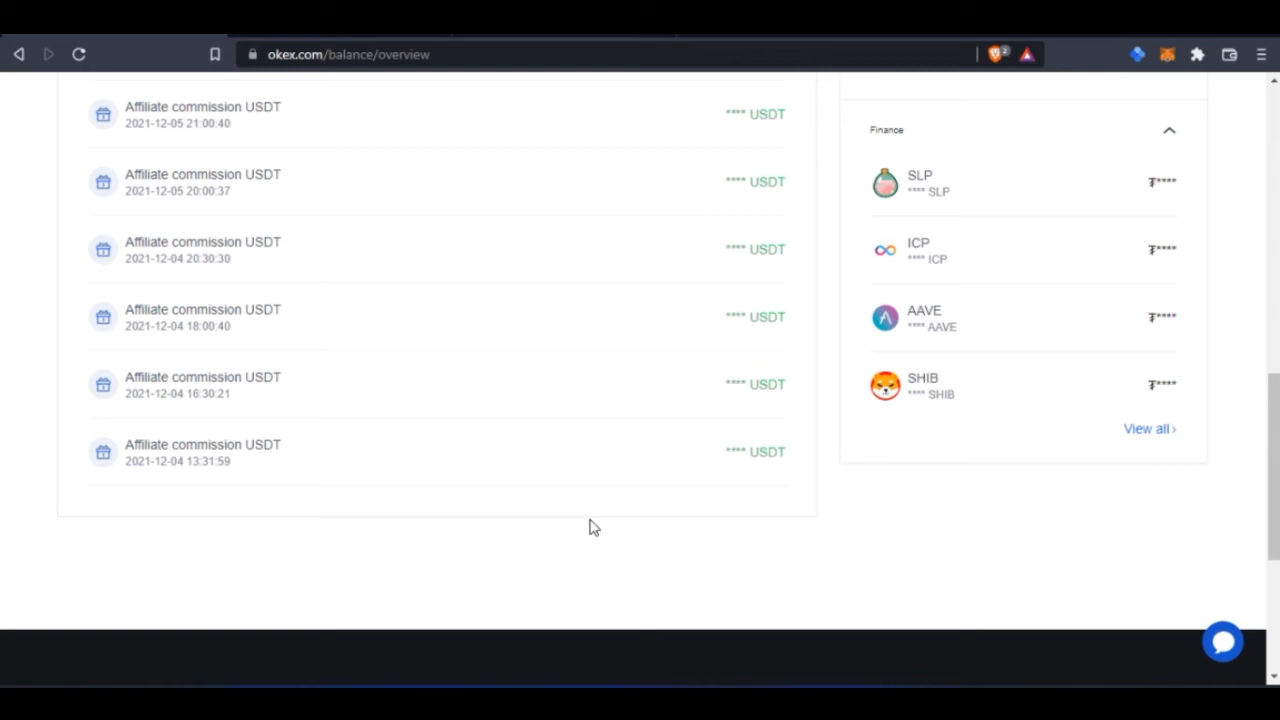 okex.com/balance/overview
2
Affiliate commission USDT
2021-12-05 21:00:40
**** USDT
Affiliate commission USDT
2021-12-05 20:00:37
**** USDT
Affiliate commission USDT
2021-12-04 20:30:30
**** USDT
Affiliate commission USDT
2021-12-04 18:00:40
**** USDT
Affiliate commission USDT
2021-12-04 16:30:21
**** USDT
Affiliate commission USDT
2021-12-04 13:31:59
**** USDT
Finance
SLP
**** SLP
₮****
ICP
**** ICP
₮****
AAVE
**** AAVE
₮****
SHIB
**** SHIB
₮****
View all ›